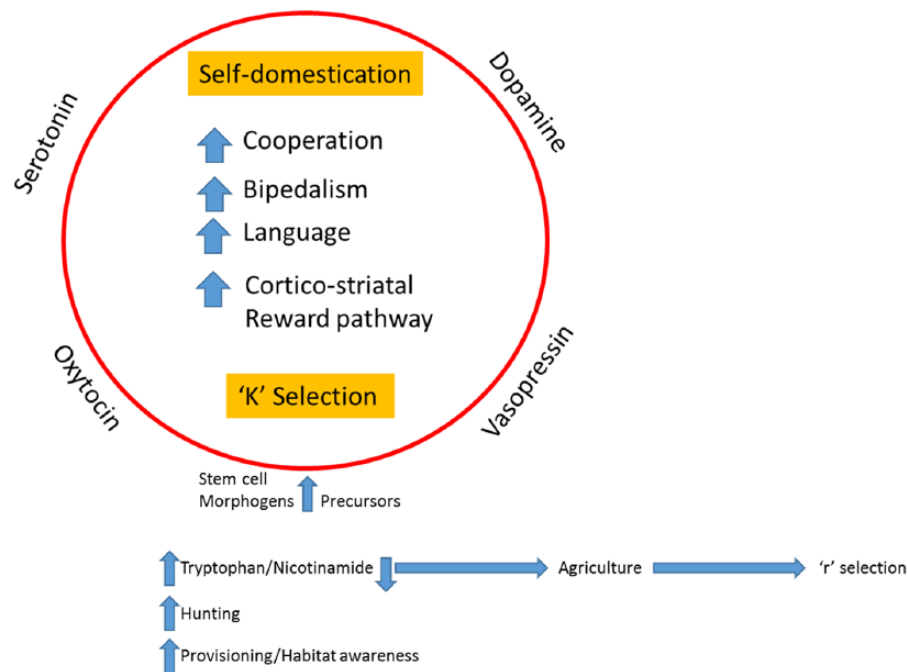 Self-domestication
Serotonin
Dopamine
Cooperation
Bipedalism
Language
Cortico-striatal
Reward pathway
Oxytocin
Vasopressin
‘K’ Selection
Stem cell
Morphogens
Precursors
Tryptophan/Nicotinamide
Agriculture
‘r’ selection
Hunting
Provisioning/Habitat awareness